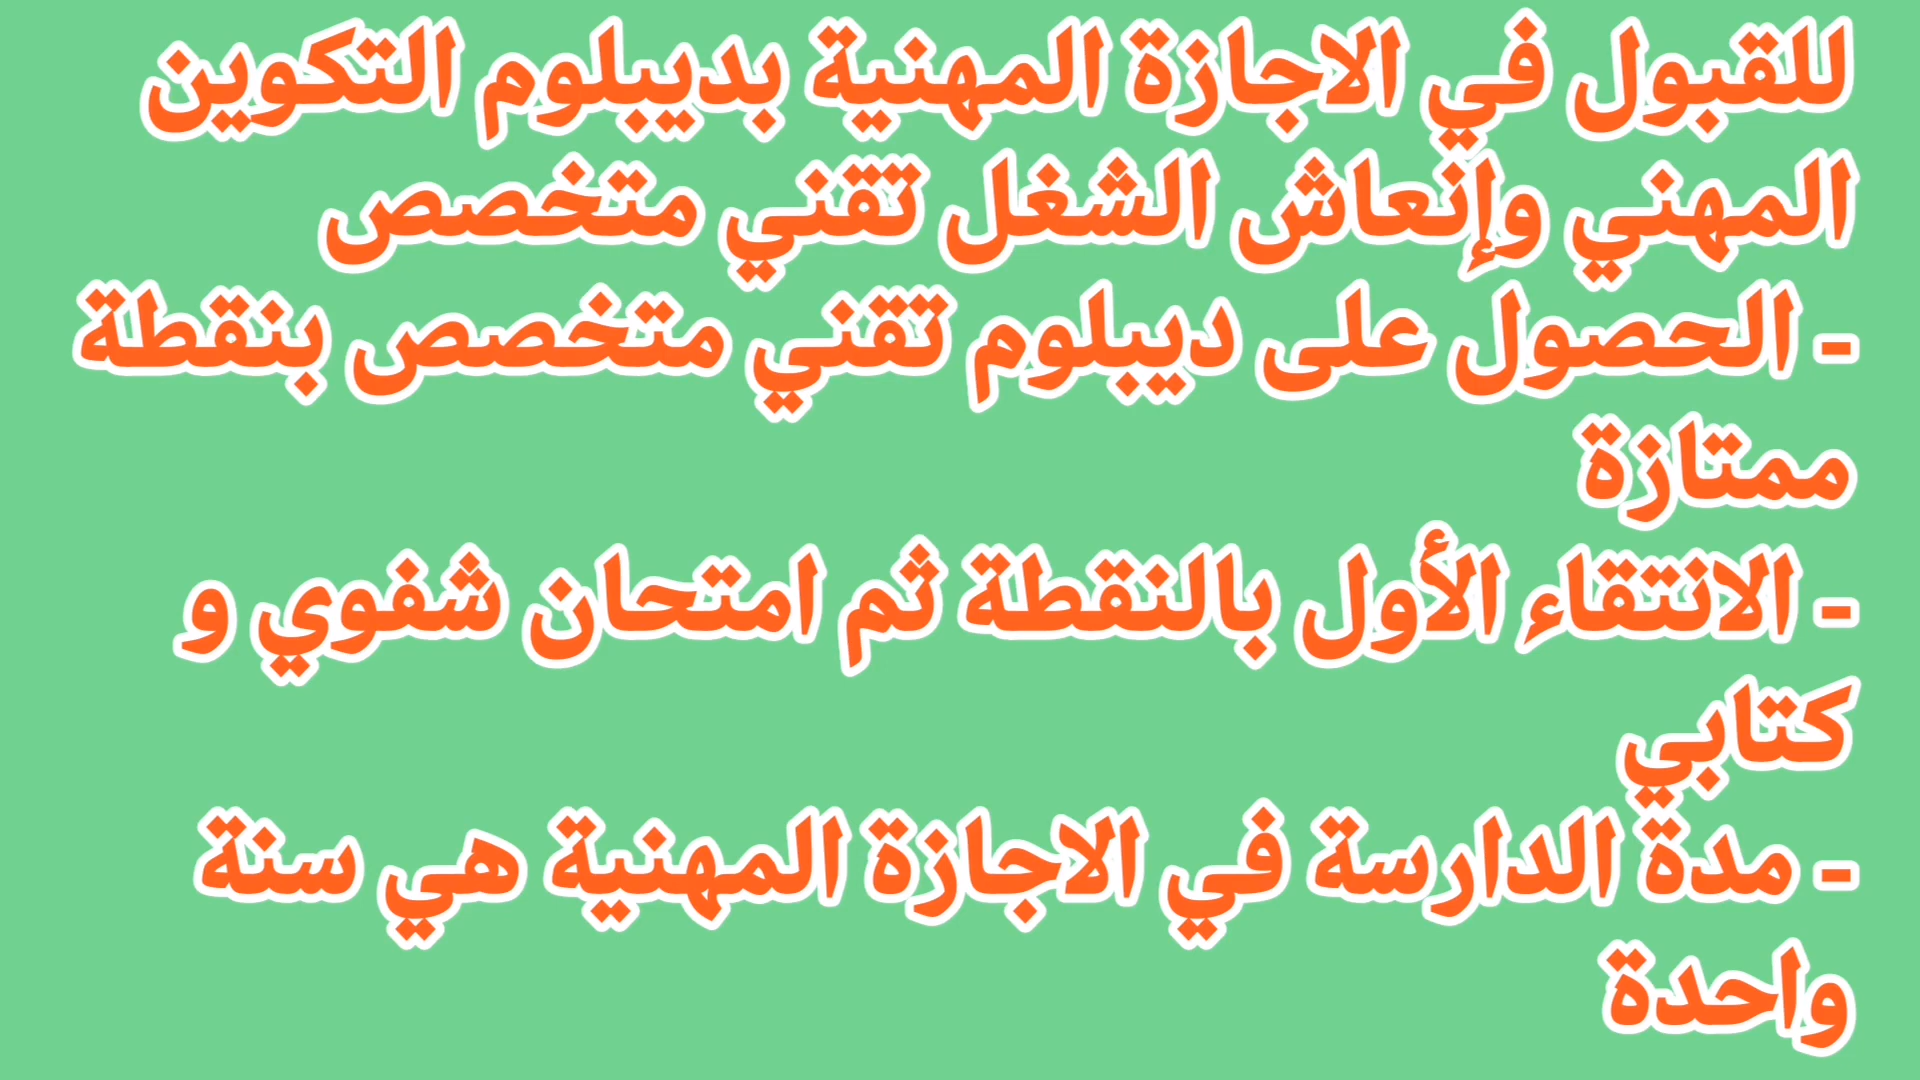 للقبول في الاجازة المهنية بديبلوم التكوين
المهني وإنعاش الشغل تقني متخصص
- الحصول على ديبلوم تقني متخصص بنقطة
ممتازة
- الانتقاء الأول بالنقطة ثم امتحان شفوي و
كتابي
- مدة الدارسة في الاجازة المهنية هي سنة
واحدة